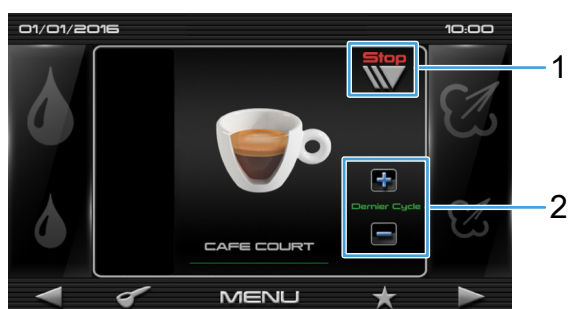 01/01/2016 10:00
Stop
1
Dernier Cycle
2
CAFE COURT
MENU